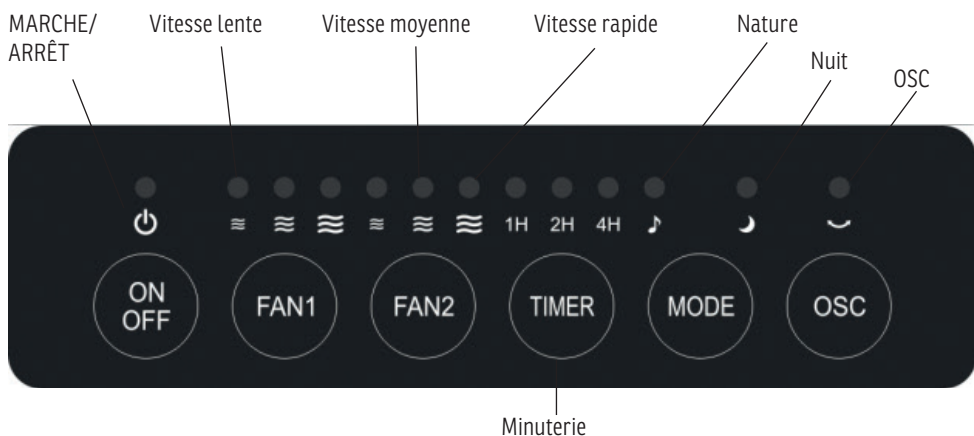 MARCHE/
ARRÊT
Vitesse lente
Vitesse moyenne
Vitesse rapide
Nature
Nuit
OSC
1H 2H 4H
ON
OFF
FAN1
FAN2
TIMER
MODE
OSC
Minuterie